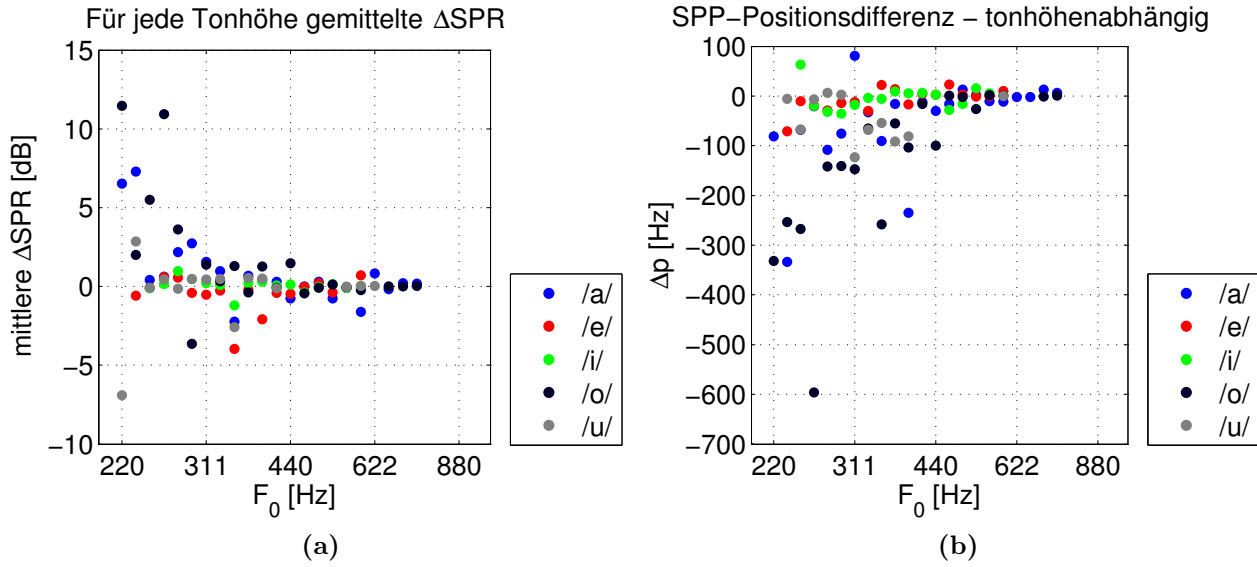 Für jede Tonhöhe gemittelte ΔSPR
15
10
5
0
−5
−10
mittlere ΔSPR [dB]
220 311 440 622 880
F0 [Hz]
/a/
/e/
/i/
/o/
/u/
(a)
SPP−Positionsdifferenz − tonhöhenabhängig
100
0
−100
−200
−300
−400
−500
−600
−700
Δp [Hz]
220 311 440 622 880
F0 [Hz]
/a/
/e/
/i/
/o/
/u/
(b)